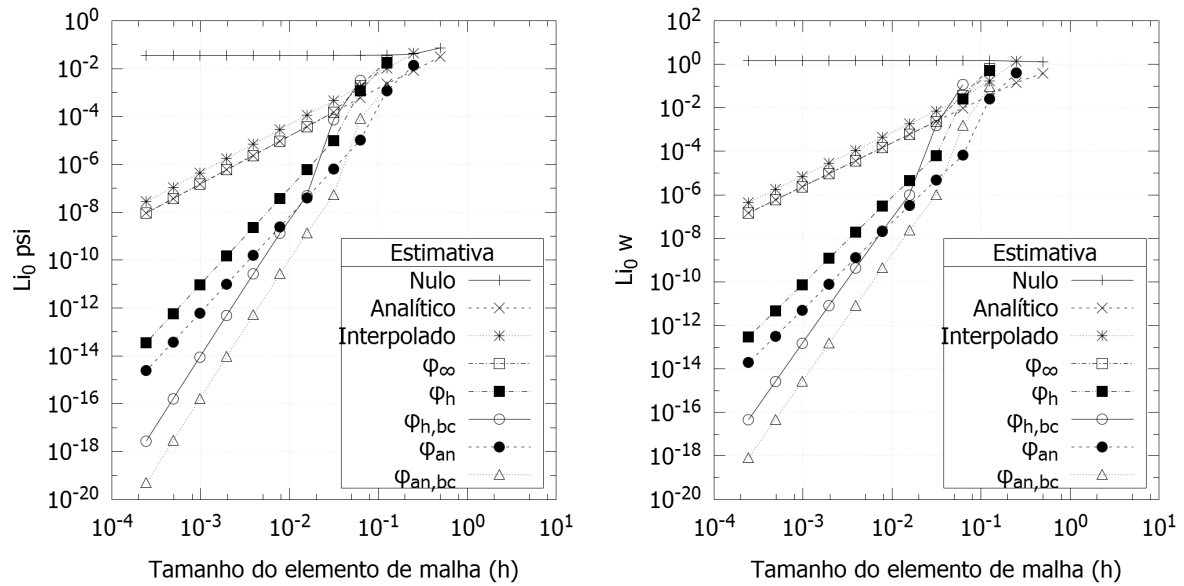 10^0
10^-2
10^-4
10^-6
10^-8
10^-10
10^-12
10^-14
10^-16
10^-18
10^-20
Li₀ psi
10^-4
10^-3
10^-2
10^-1
10^0
10^1
Tamanho do elemento de malha (h)
Estimativa
Nulo
Analítico
Interpolado
φ∞
φh
φh,bc
φan
φan,bc
10^2
10^0
10^-2
10^-4
10^-6
10^-8
10^-10
10^-12
10^-14
10^-16
10^-18
10^-20
Li₀ w
10^-4
10^-3
10^-2
10^-1
10^0
10^1
Tamanho do elemento de malha (h)
Estimativa
Nulo
Analítico
Interpolado
φ∞
φh
φh,bc
φan
φan,bc